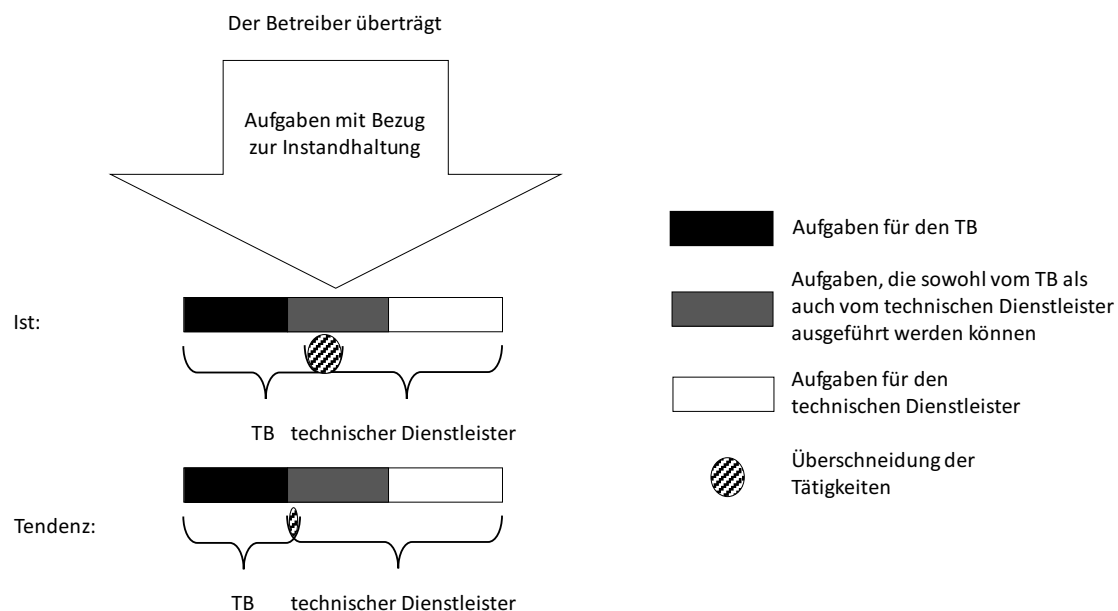 Der Betreiber überträgt
Aufgaben mit Bezug
zur Instandhaltung
Ist:
TB technischer Dienstleister
Tendenz:
TB technischer Dienstleister
Aufgaben für den TB
Aufgaben, die sowohl vom TB als
auch vom technischen Dienstleister
ausgeführt werden können
Aufgaben für den
technischen Dienstleister
Überschneidung der
Tätigkeiten